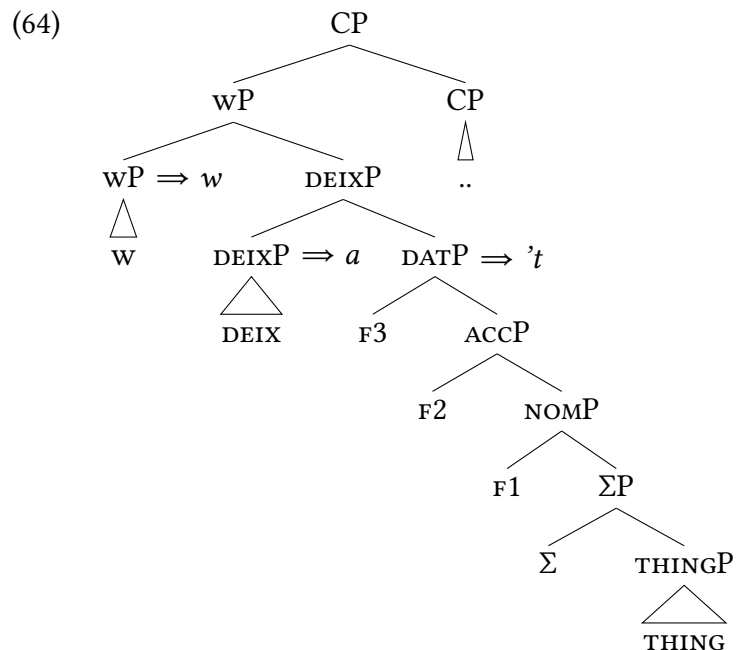 (64) CP
wP CP
wP ⇒ w DEIXP ..
w DEIXP ⇒ a DATP ⇒ 't
DEIX F3 ACCP
F2 NOMP
F1 ΣP
Σ THINGP
THING